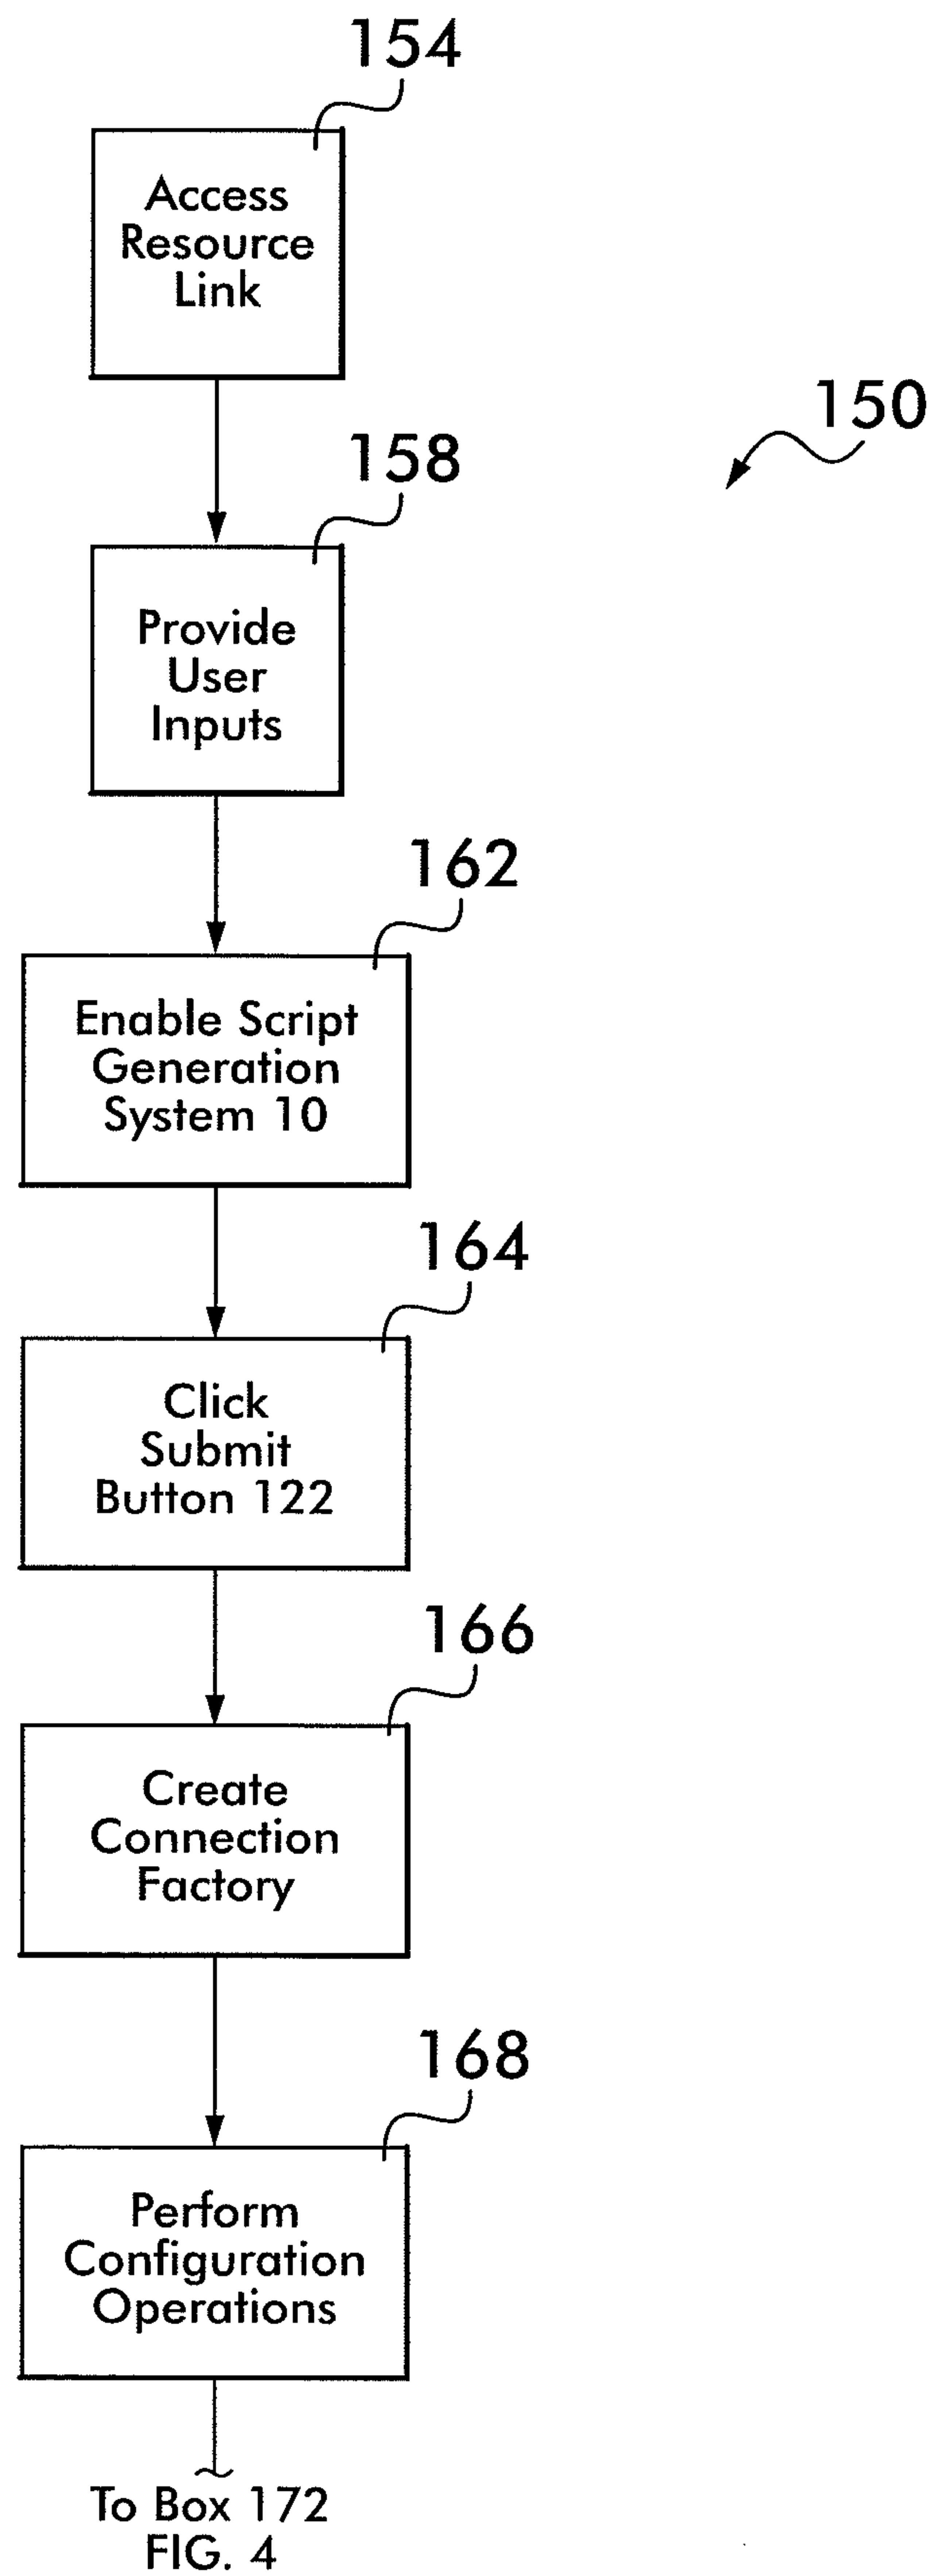 154
Access
Resource
Link
150
158
Provide
User
Inputs
162
Enable Script
Generation
System 10
164
Click
Submit
Button 122
166
Create
Connection
Factory
168
Perform
Configuration
Operations
To Box 172
FIG. 4